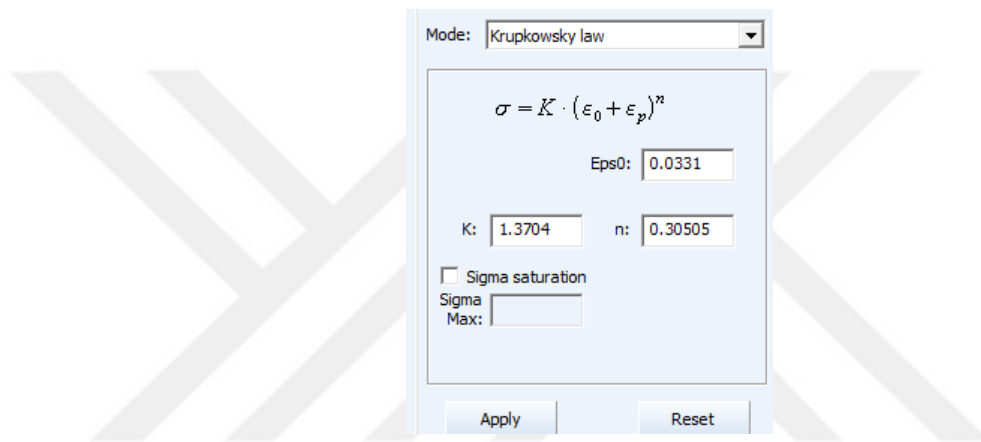 Mode: Krupkowsky law
σ = K · (ε₀ + εₚ)ⁿ
Eps0: 0.0331
K: 1.3704 n: 0.30505
Sigma saturation
Sigma
Max:
Apply Reset